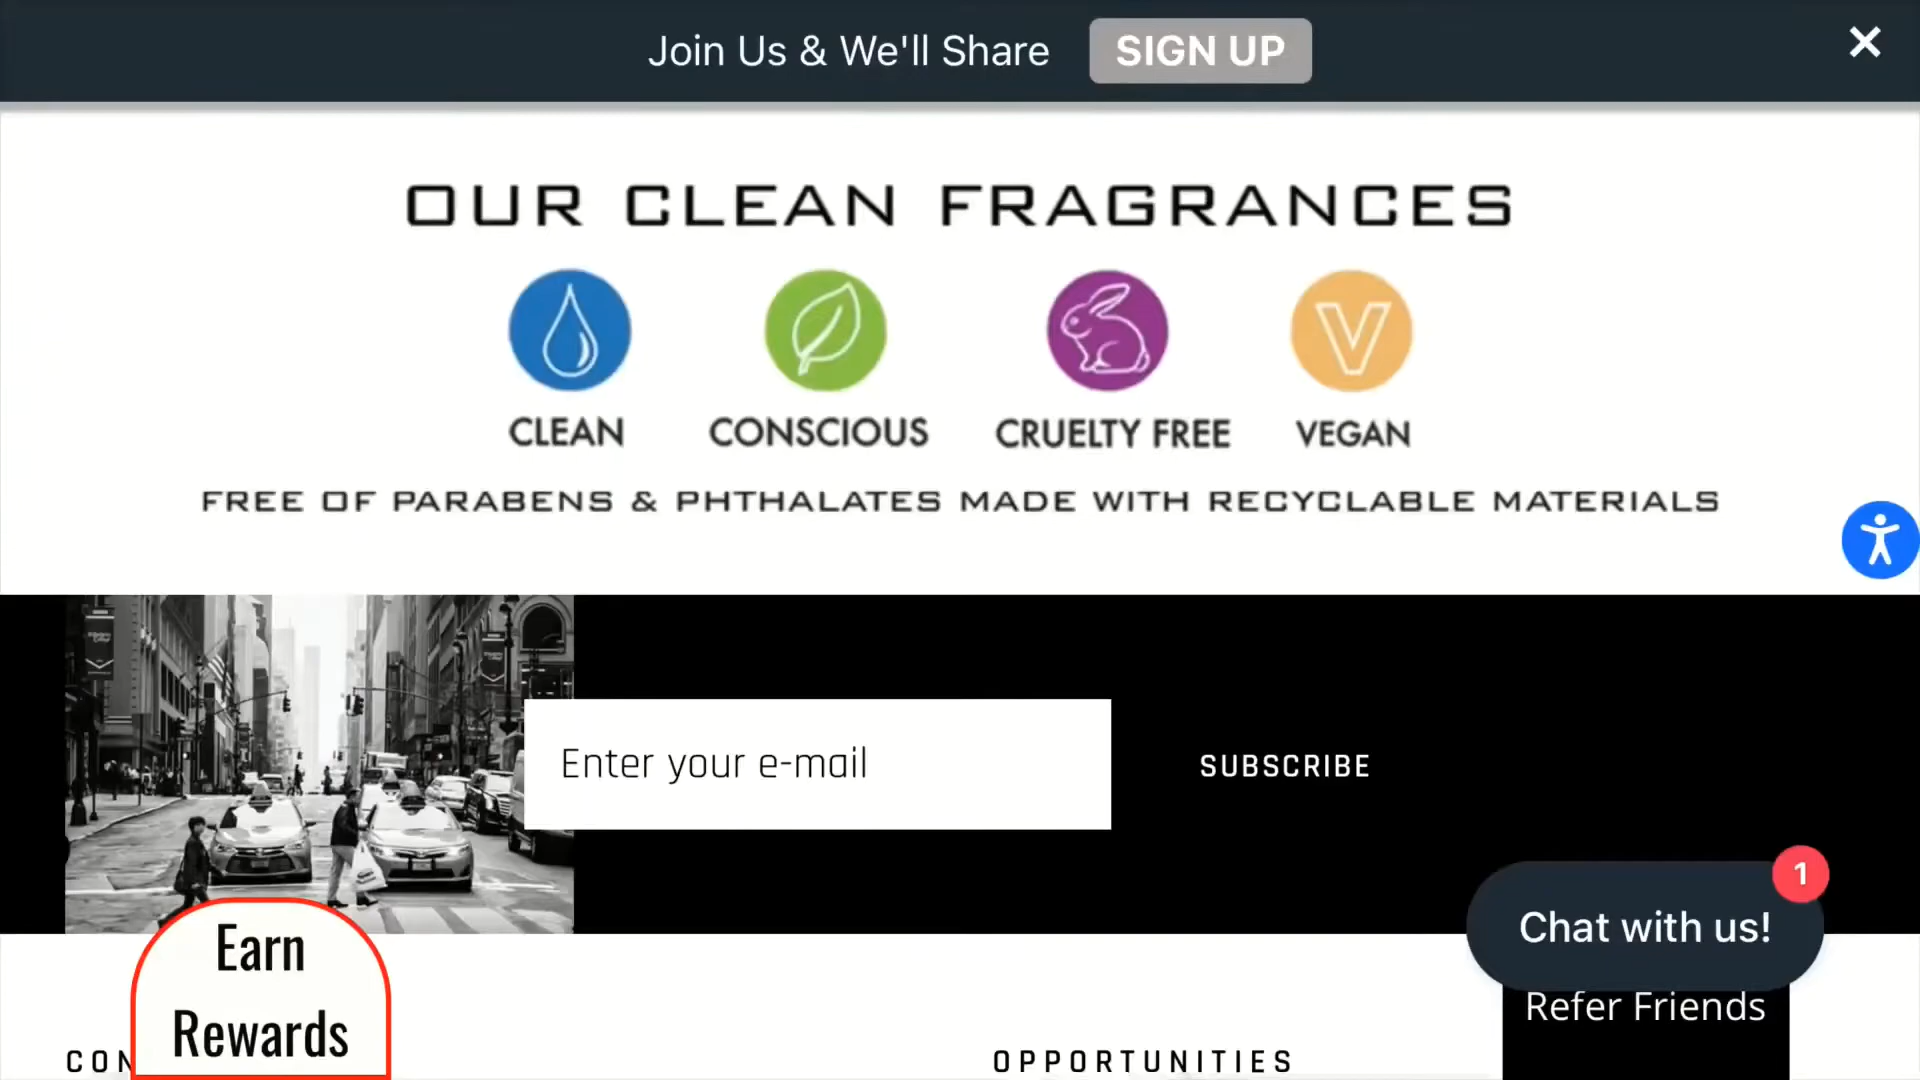 Join Us & We'll Share
SIGN UP
OUR CLEAN FRAGRANCES
V
CLEAN
CONSCIOUS
CRUELTY FREE
VEGAN
FREE OF PARABENS & PHTHALATES MADE WITH RECYCLABLE MATERIALS
Enter your e-mail
SUBSCRIBE
1
Chat with us!
Refer Friends
Earn
Rewards
CON
OPPORTUNITIES